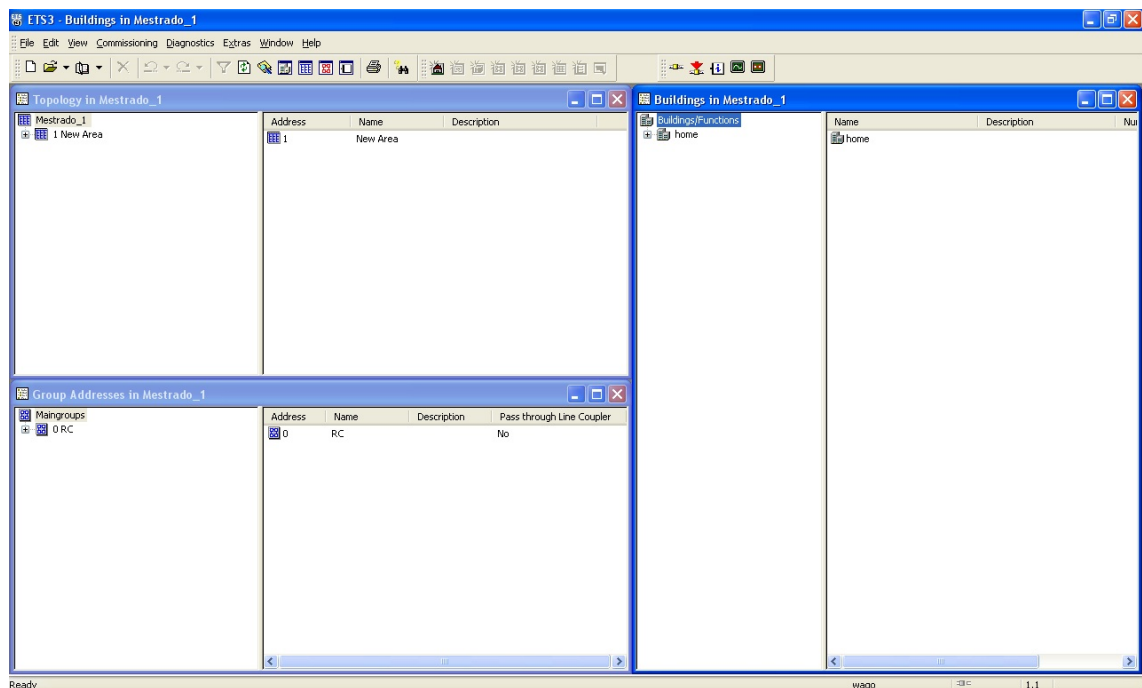 ETS3 - Buildings in Mestrado_1
File Edit View Commissioning Diagnostics Extras Window Help
Topology in Mestrado_1
Mestrado_1
1 New Area
Address Name Description
1 New Area
Group Addresses in Mestrado_1
Maingroups
0 RC
Address Name Description Pass through Line Coupler
0 RC No
Buildings in Mestrado_1
Buildings/Functions
home
Name Description Nu
home
Ready wago 1.1